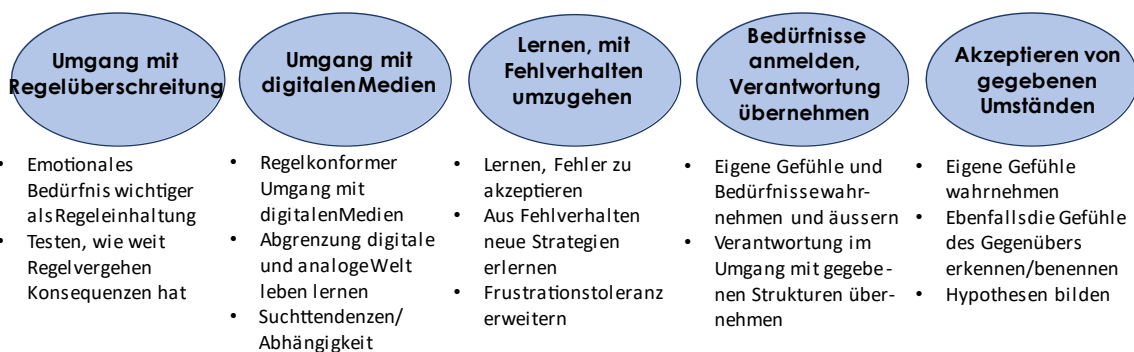 Umgang mit
Regelüberschreitung
Umgang mit
digitalen Medien
Lernen, mit
Fehlverhalten
umzugehen
Bedürfnisse
anmelden,
Verantwortung
übernehmen
Akzeptieren von
gegebenen
Umständen
• Emotionales
Bedürfnis wichtiger
als Regeleinhaltung
• Testen, wie weit
Regelvergehen
Konsequenzen hat
• Regelkonformer
Umgang mit
digitalen Medien
• Abgrenzung digitale
und analoge Welt
leben lernen
• Suchttendenzen/
Abhängigkeit
• Lernen, Fehler zu
akzeptieren
• Aus Fehlverhalten
neue Strategien
erlernen
• Frustrationstoleranz
erweitern
• Eigene Gefühle und
Bedürfnisse wahr-
nehmen und äussern
• Verantwortung im
Umgang mit gegebe-
nen Strukturen über-
nehmen
• Eigene Gefühle
wahrnehmen
• Ebenfalls die Gefühle
des Gegenübers
erkennen/benennen
• Hypothesen bilden